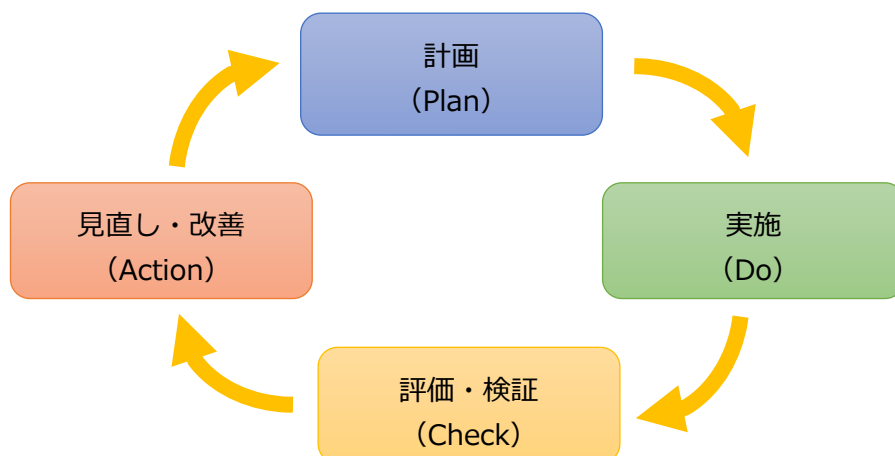 計画
（Plan）
実施
（Do）
評価・検証
（Check）
見直し・改善
（Action）